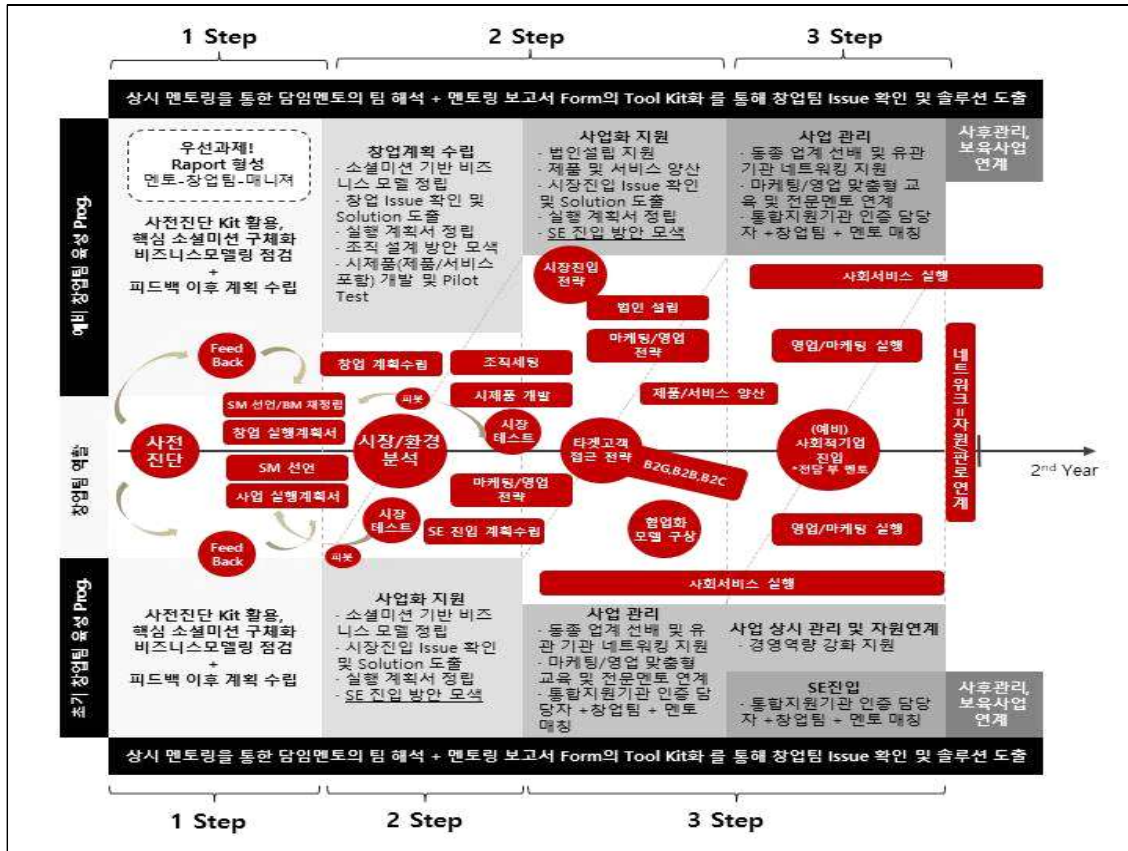 1 Step
2 Step
3 Step
상시 멘토링을 통한 담임멘토의 팀 해석 + 멘토링 보고서 Form의 Tool Kit화 를 통해 창업팀 Issue 확인 및 솔루션 도출
예비 창업팀 육성 Prog.
우선과제!
Raport 형성
멘토-창업팀-매니져
사전진단 Kit 활용,
핵심 소셜미션 구체화
비즈니스모델링 점검
+
피드백 이후 계획 수립
창업계획 수립
· 소셜미션 기반 비즈
니스 모델 정립
· 창업 Issue 확인 및
Solution 도출
· 실행 계획서 정립
· 조직 설계 방안 모색
· 시제품(제품/서비스
포함) 개발 및 Pilot
Test
사업화 지원
· 법인설립 지원
· 제품 및 서비스 양산
· 시장진입 Issue 확인
및 Solution 도출
· 실행 계획서 정립
· SE 진입 방안 모색
사업 관리
· 동종 업계 선배 및 유관
기관 네트워킹 지원
· 마케팅/영업 맞춤형 교
육 및 전문멘토 연계
· 통합지원기관 인증 담당
자 +창업팀 + 멘토 매칭
사후관리,
보육사업
연계
시장진입
전략
사회서비스 실행
법인 설립
마케팅/영업
전략
영업/마케팅 실행
Feed
Back
창업 계획수립
조직세팅
시제품 개발
제품/서비스 양산
피봇
SM 선언/BM 재정립
창업 실행계획서
창업팀 역할
사전
진단
시장/환경
분석
시장
테스트
타겟고객
접근 전략
B2G,B2B,B2C
(예비)
사회적기업
진입
*전담 부 멘토
네트워크=자원,판로연계
2nd Year
SM 선언
사업 실행계획서
마케팅/영업
전략
시장
테스트
SE 진입 계획수립
협업화
모델 구상
영업/마케팅 실행
Feed
Back
피봇
사회서비스 실행
초기 창업팀 육성 Prog.
사전진단 Kit 활용,
핵심 소셜미션 구체화
비즈니스모델링 점검
+
피드백 이후 계획 수립
사업화 지원
· 소셜미션 기반 비즈
니스 모델 정립
· 시장진입 Issue 확인
및 Solution 도출
· 실행 계획서 정립
· SE 진입 방안 모색
사업 관리
· 동종 업계 선배 및 유
관 기관 네트워킹 지원
· 마케팅/영업 맞춤형
교육 및 전문멘토 연계
· 통합지원기관 인증 담
당자 +창업팀 + 멘토
매칭
사업 상시 관리 및 자원연계
· 경영역량 강화 지원
SE진입
· 통합지원기관 인증 담당
자 +창업팀 + 멘토 매칭
사후관리,
보육사업
연계
상시 멘토링을 통한 담임멘토의 팀 해석 + 멘토링 보고서 Form의 Tool Kit화 를 통해 창업팀 Issue 확인 및 솔루션 도출
1 Step
2 Step
3 Step